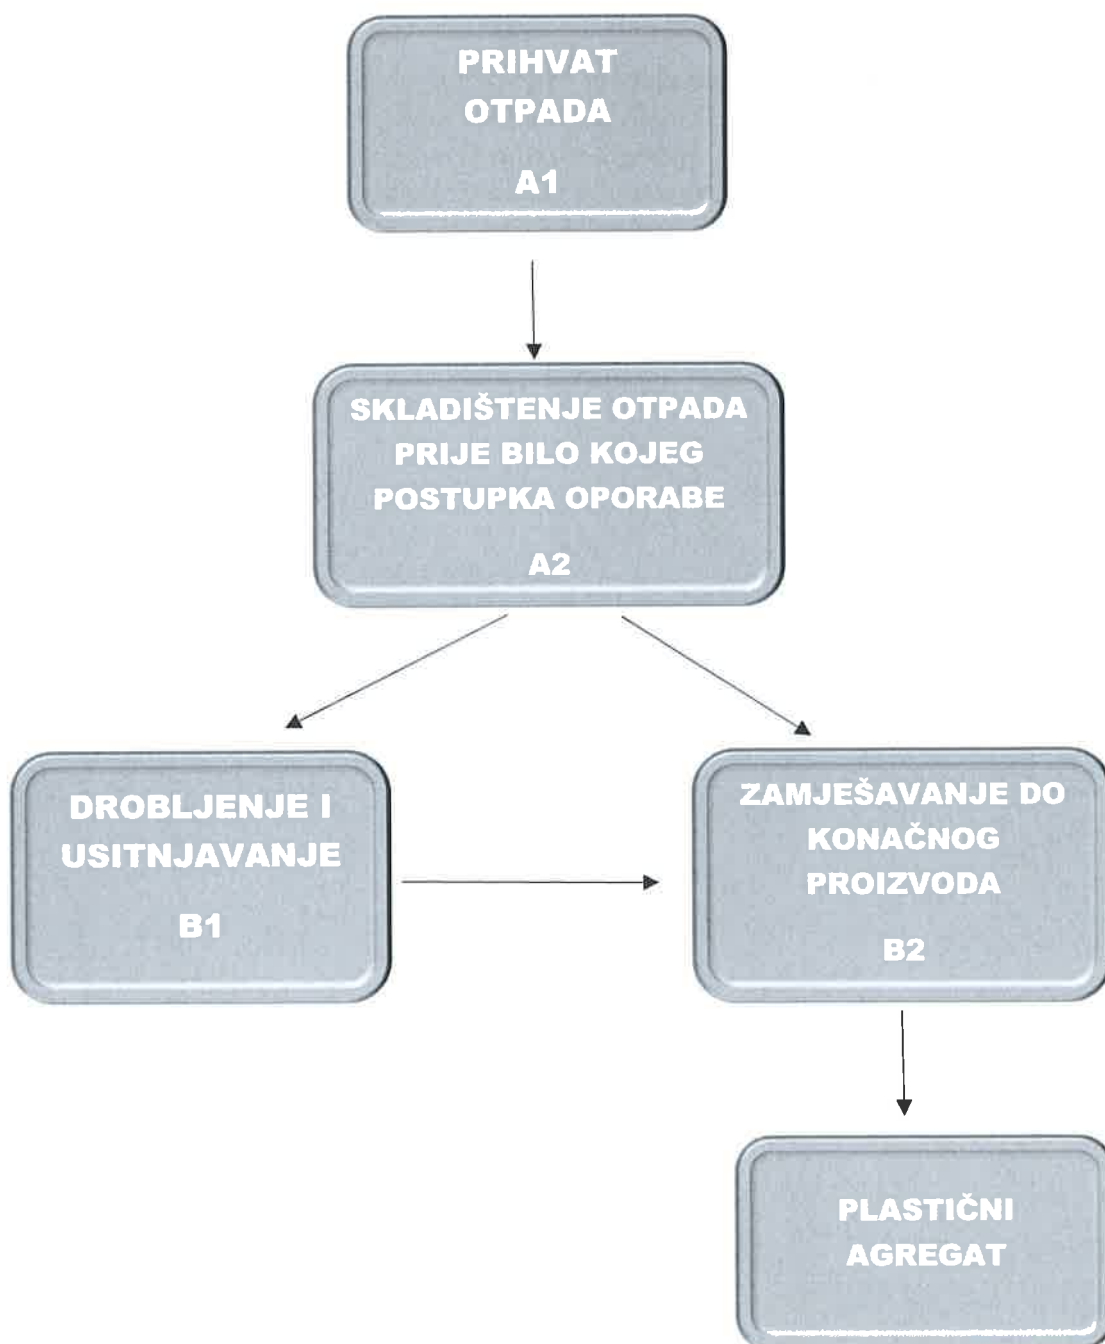 PRIHVAT
OTPADA
A1
SKLADIŠTENJE OTPADA
PRIJE BILO KOJEG
POSTUPKA OPORABE
A2
DROBLJENJE I
USITNJAVANJE
B1
ZAMJEŠAVANJE DO
KONAČNOG
PROIZVODA
B2
PLASTIČNI
AGREGAT